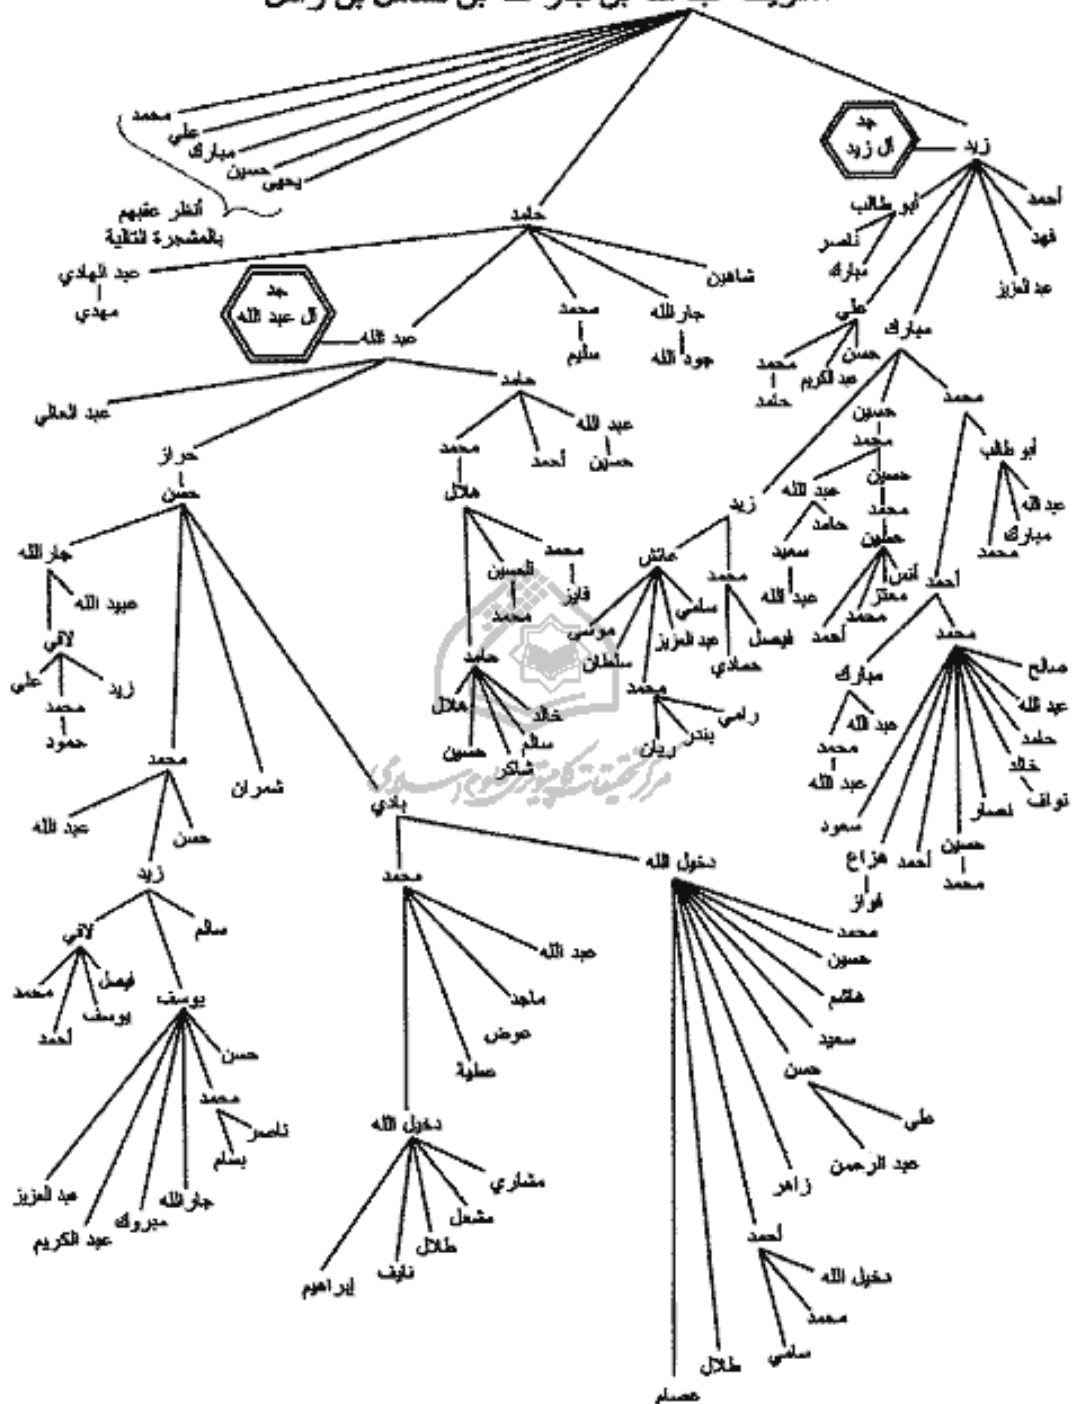 محمد
علي
مبارك
حسين
يحيى
أنظر عقبهم
بالمشجرة التالية
جد
آل زيد
زيد
أحمد
فهد
عبد العزيز
أبو طالب
ناصر
مبارك
علي
محمد
حامد
عبد الكريم
حسن
مبارك
حامد
عبد الهادي
مهدي
جد
آل عبد الله
عبد الله
محمد
سليم
جار الله
جود الله
شاهين
عبد العالي
حراز
حسن
حامد
محمد
أحمد
عبد الله
حسين
هلال
محمد
فايز
الحسين
محمد
حامد
هلال
حسين
شاكر
سالم
خالد
زيد
عائش
موسى
سلطان
محمد
عبد العزيز
سامي
ريان
بندر
رامي
محمد
حمادي
فيصل
حسين
محمد
عبد الله
سعيد
عبد الله
حامد
حسين
محمد
حسين
أحمد
محمد
معتز
أنس
محمد
أبو طالب
محمد
مبارك
عبد الله
أحمد
مبارك
محمد
عبد الله
عبد الله
محمد
صالح
عبد الله
حامد
خالد
نواف
نصار
حسين
محمد
أحمد
هزاع
فواز
سعود
جار الله
عبيد الله
لافي
علي
محمد
حمود
زيد
محمد
عبد الله
حسن
زيد
لافي
محمد
أحمد
يوسف
فيصل
سالم
يوسف
حسن
محمد
ناصر
بسام
جار الله
مبروك
عبد الكريم
عبد العزيز
شمران
بادي
محمد
عبد الله
ماجد
عوض
عطية
دخيل الله
مشاري
مشعل
طلال
نايف
إبراهيم
دخيل الله
محمد
حسين
هاشم
سعيد
حسن
علي
عبد الرحمن
زاهر
أحمد
دخيل الله
محمد
سامي
طلال
عصام